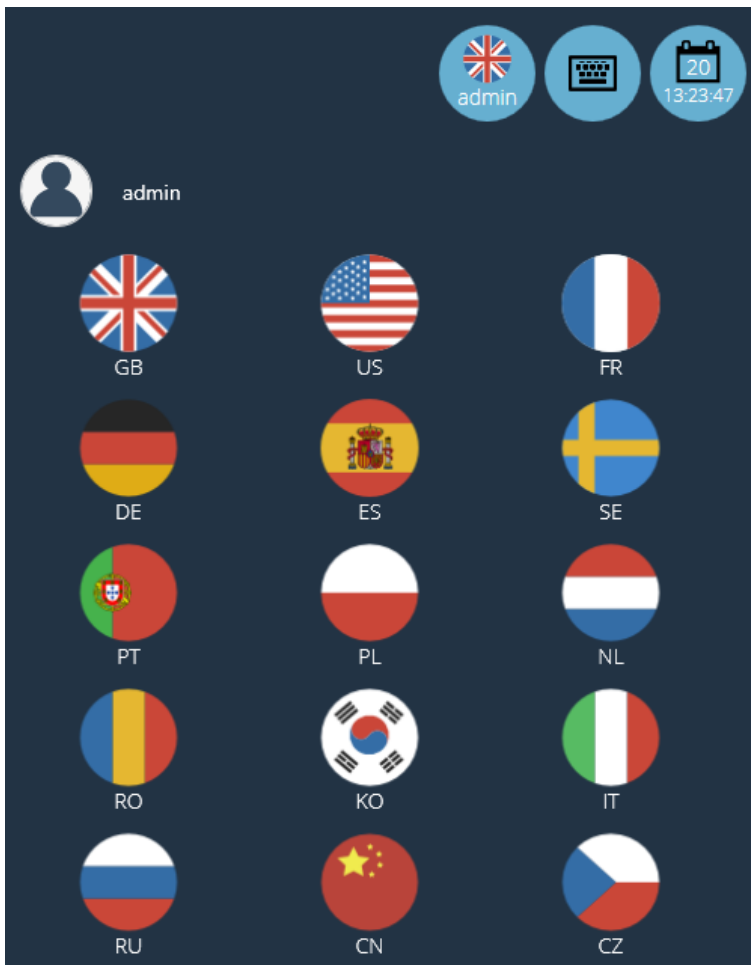 admin
20
13:23:47
admin
GB
US
FR
DE
ES
SE
PT
PL
NL
RO
KO
IT
RU
CN
CZ